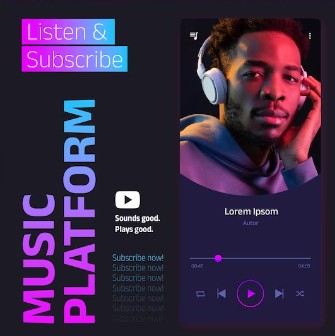 Listen &
Subscribe
MUSIC
PLATFORM
Sounds good.
Plays good.
Subscribe now!
Subscribe now!
Subscribe now!
Subscribe now!
Subscribe now!
Subscribe now!
Lorem Ipsom
Autor